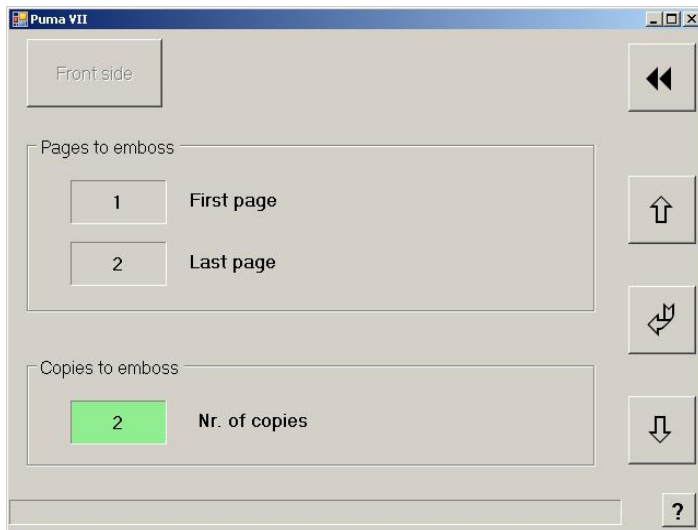 Puma VII
Front side
Pages to emboss
1 First page
2 Last page
Copies to emboss
2 Nr. of copies
?